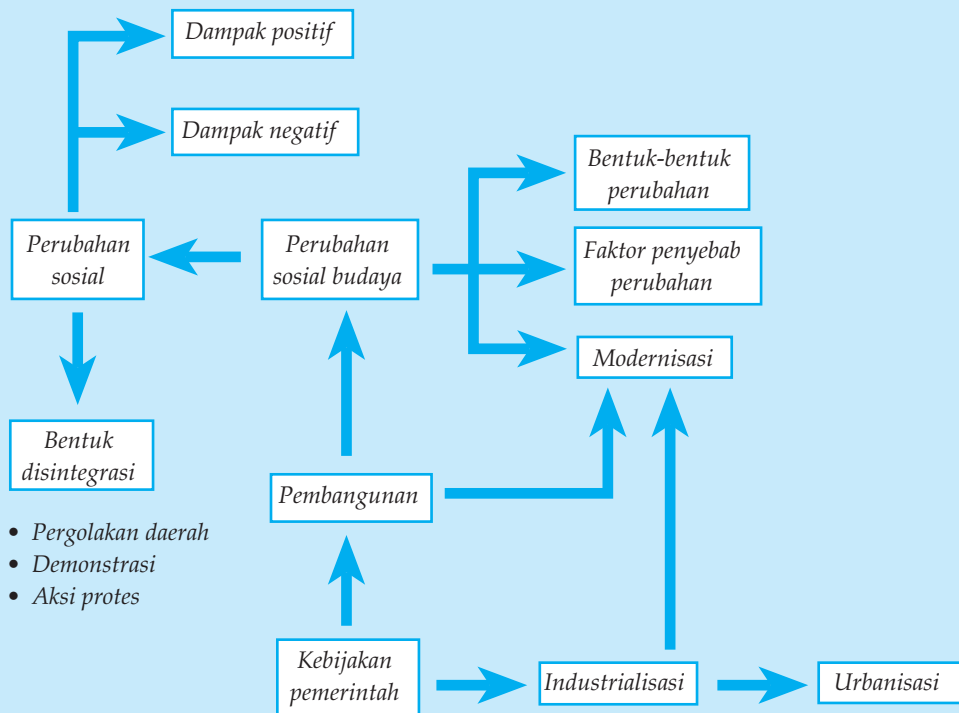 Dampak positif
Dampak negatif
Bentuk-bentuk
perubahan
Perubahan
sosial
Perubahan
sosial budaya
Faktor penyebab
perubahan
Modernisasi
Bentuk
disintegrasi
Pembangunan
• Pergolakan daerah
• Demonstrasi
• Aksi protes
Kebijakan
pemerintah
Industrialisasi
Urbanisasi